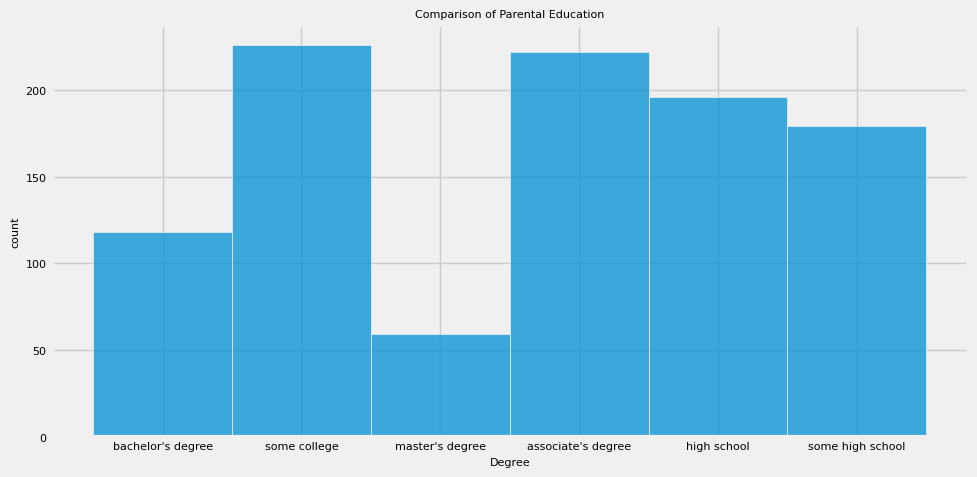 Comparison of Parental Education
200
150
100
50
0
count
bachelor's degree some college master's degree associate's degree high school some high school
Degree